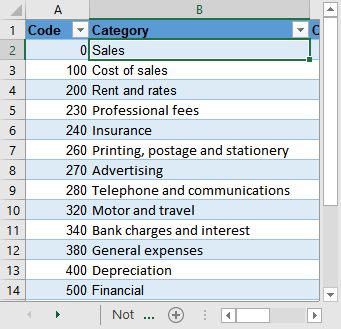 A B
1 Code Category C
2 0 Sales
3 100 Cost of sales
4 200 Rent and rates
5 230 Professional fees
6 240 Insurance
7 260 Printing, postage and stationery
8 270 Advertising
9 280 Telephone and communications
10 320 Motor and travel
11 340 Bank charges and interest
12 380 General expenses
13 400 Depreciation
14 500 Financial
Not ...